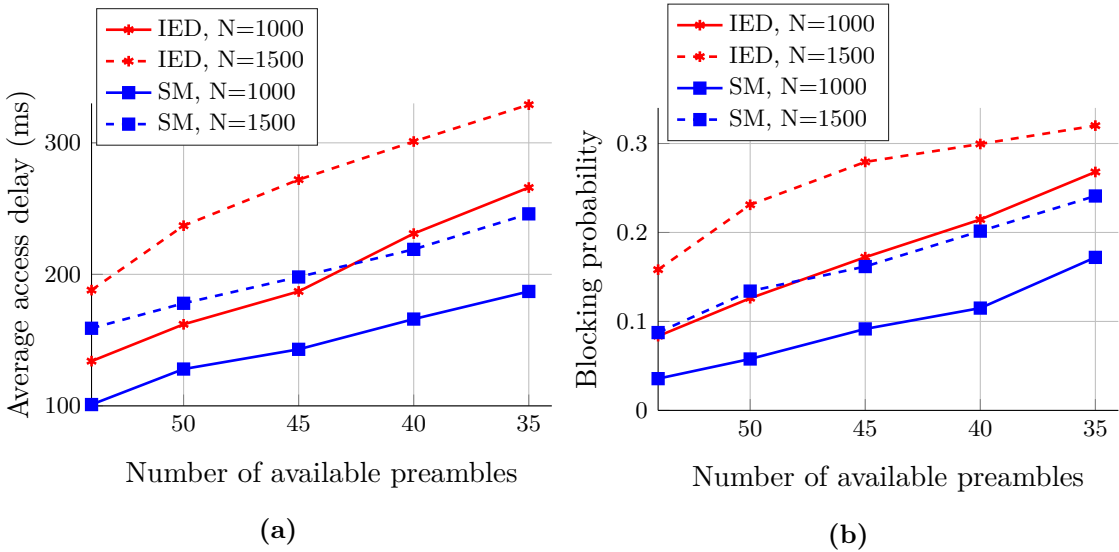 IED, N=1000
IED, N=1500
SM, N=1000
SM, N=1500
Average access delay (ms)
300
200
100
50
45
40
35
Number of available preambles
(a)
IED, N=1000
IED, N=1500
SM, N=1000
SM, N=1500
Blocking probability
0.3
0.2
0.1
0
50
45
40
35
Number of available preambles
(b)